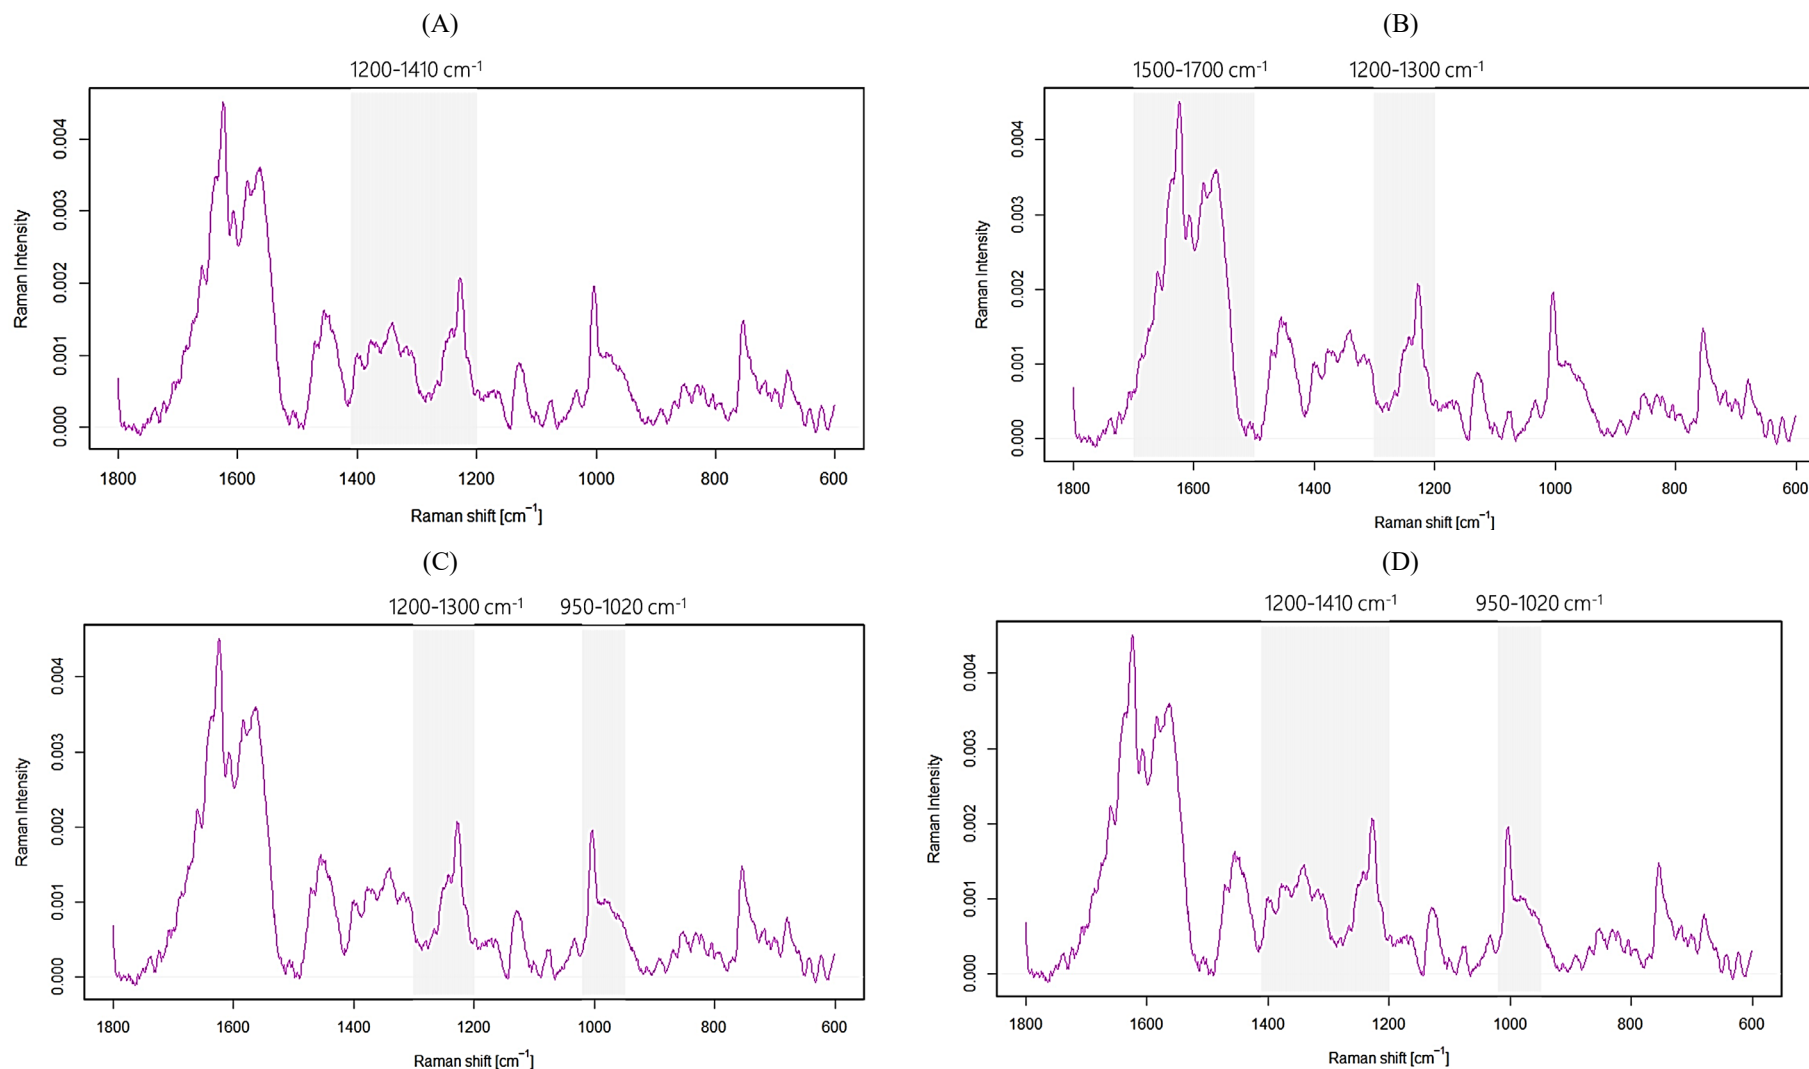 (A)
1200-1410 cm⁻¹
Raman Intensity
0.004
0.003
0.002
0.001
0.000
1800 1600 1400 1200 1000 800 600
Raman shift [cm⁻¹]
(B)
1500-1700 cm⁻¹ 1200-1300 cm⁻¹
Raman Intensity
0.004
0.003
0.002
0.001
0.000
1800 1600 1400 1200 1000 800 600
Raman shift [cm⁻¹]
(C)
1200-1300 cm⁻¹ 950-1020 cm⁻¹
Raman Intensity
0.004
0.003
0.002
0.001
0.000
1800 1600 1400 1200 1000 800 600
Raman shift [cm⁻¹]
(D)
1200-1410 cm⁻¹ 950-1020 cm⁻¹
Raman Intensity
0.004
0.003
0.002
0.001
0.000
1800 1600 1400 1200 1000 800 600
Raman shift [cm⁻¹]